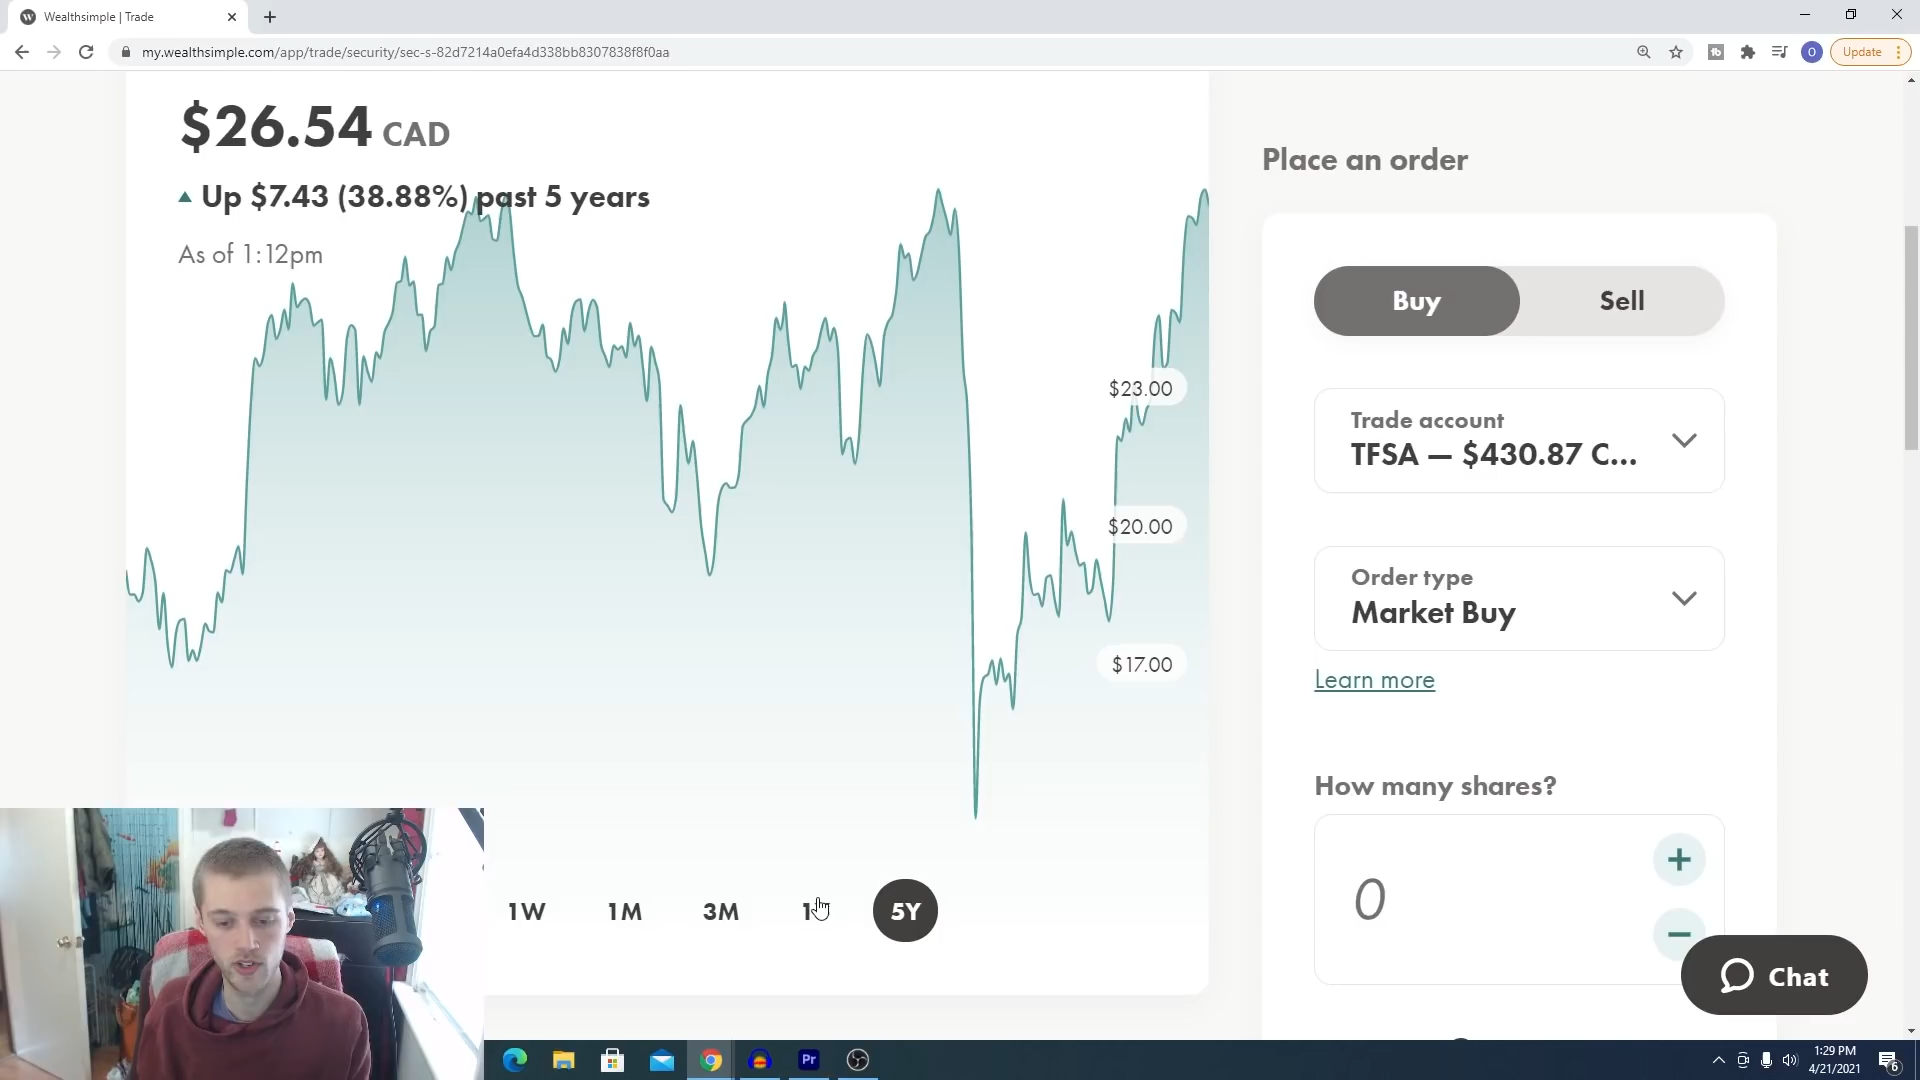 Wealthsimple | Trade
my.wealthsimple.com/app/trade/security/sec-s-82d7214a0efa4d338bb8307838f8f0aa
Update
$26.54 CAD
Up $7.43 (38.88%) past 5 years
As of 1:12pm
$23.00
$20.00
$17.00
1W
1M
3M
5Y
Place an order
Buy
Sell
Trade account
TFSA — $430.87 C...
Order type
Market Buy
Learn more
How many shares?
0
+
−
Chat
Pr
1:29 PM
4/21/2021
6